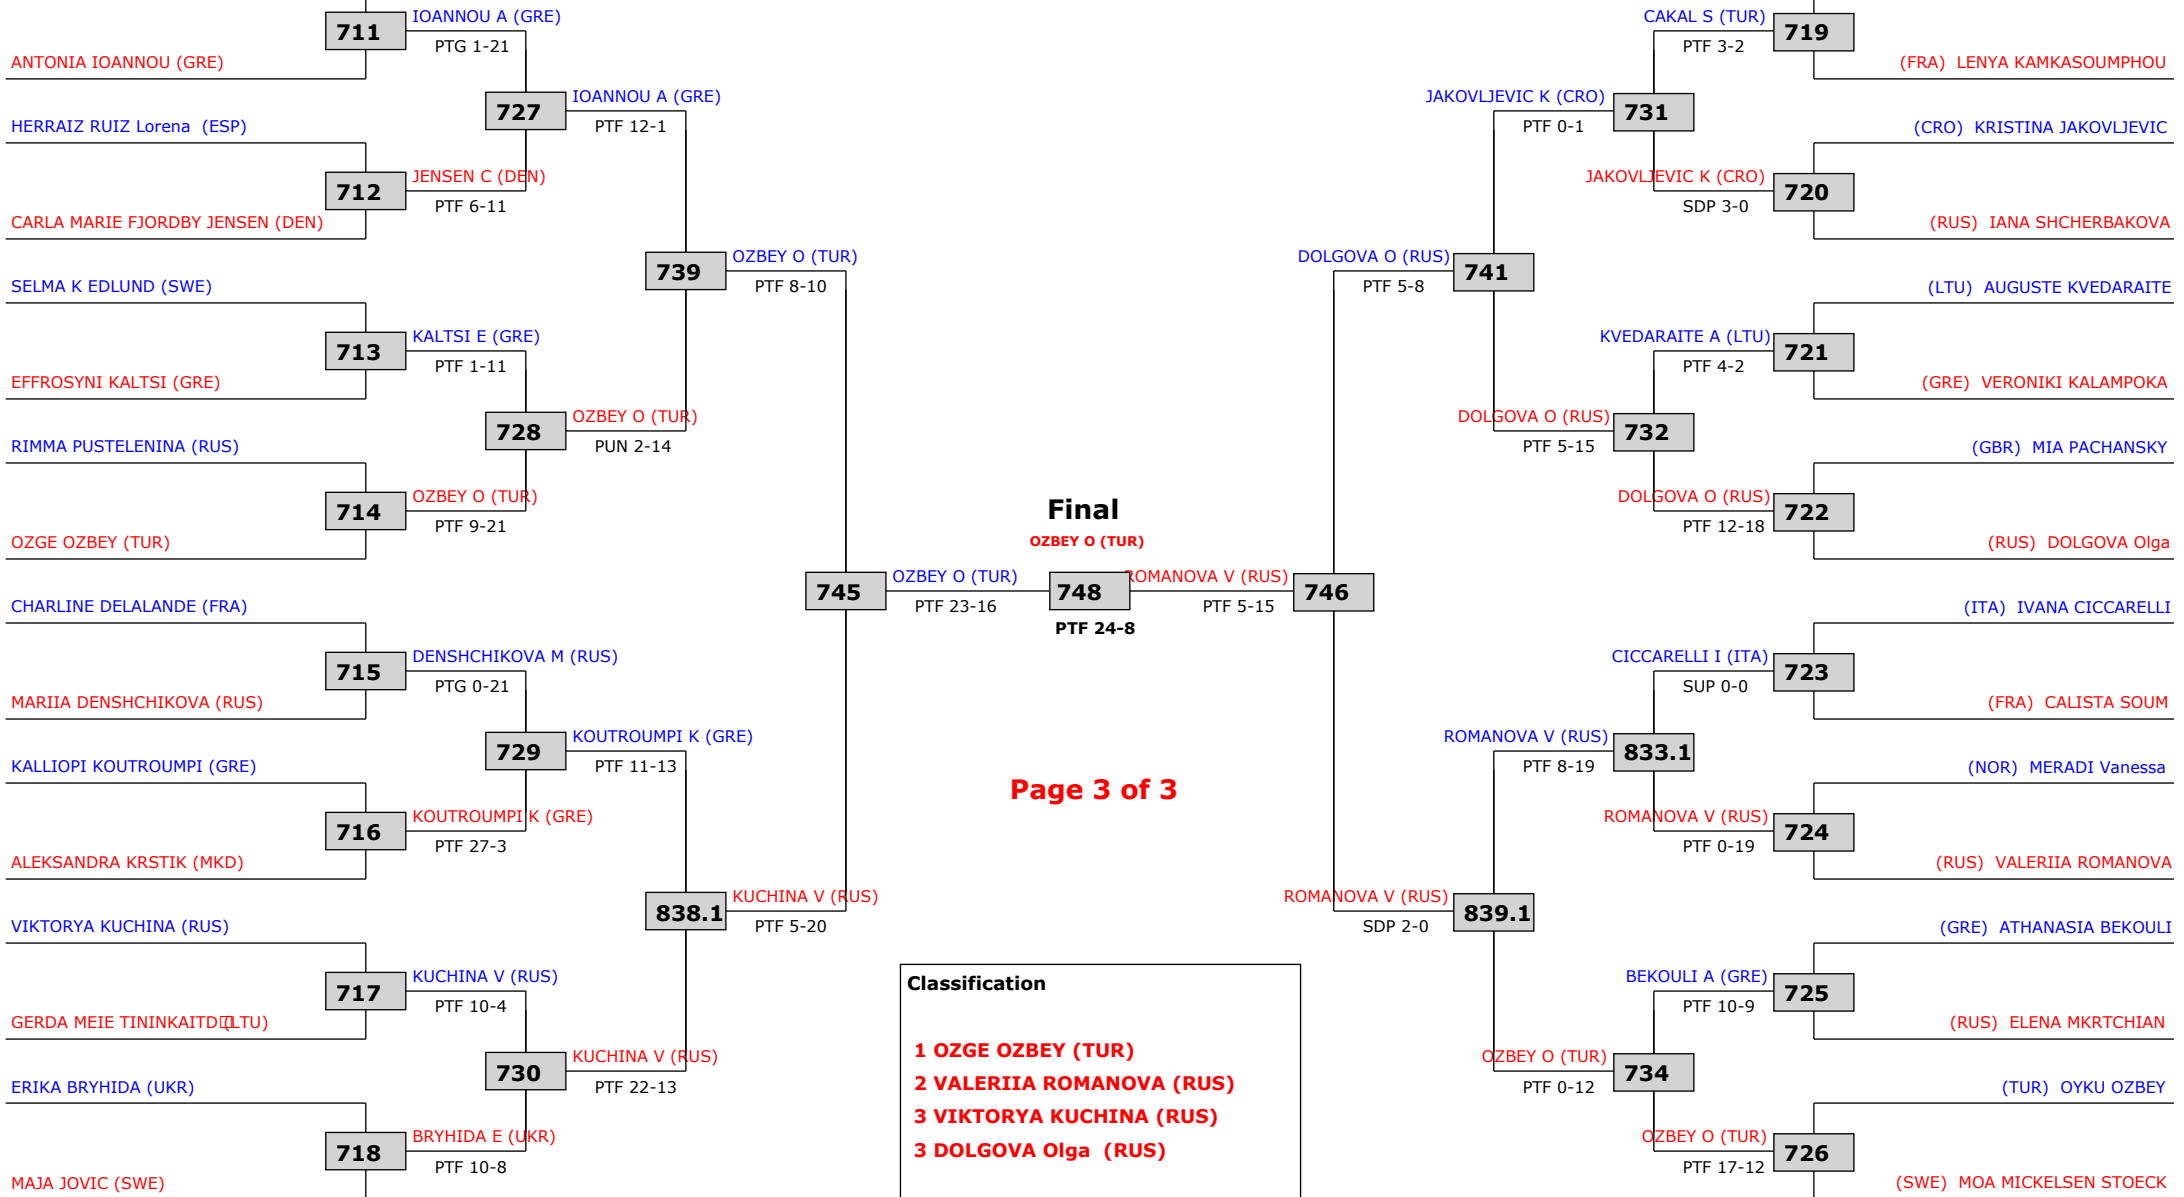 IOANNOU A (GRE)
711
PTG 1-21
ANTONIA IOANNOU (GRE)
727
IOANNOU A (GRE)
PTF 12-1
HERRAIZ RUIZ Lorena (ESP)
712
JENSEN C (DEN)
PTF 6-11
CARLA MARIE FJORDBY JENSEN (DEN)
739
OZBEY O (TUR)
PTF 8-10
SELMA K EDLUND (SWE)
713
KALTSI E (GRE)
PTF 1-11
EFFROSYNI KALTSI (GRE)
728
OZBEY O (TUR)
PUN 2-14
RIMMA PUSTELENINA (RUS)
714
OZBEY O (TUR)
PTF 9-21
OZGE OZBEY (TUR)
745
OZBEY O (TUR)
PTF 23-16
CHARLINE DELALANDE (FRA)
715
DENSHCHIKOVA M (RUS)
PTG 0-21
MARIIA DENSHCHIKOVA (RUS)
729
KOUTROUMPI K (GRE)
PTF 11-13
KALLIOPI KOUTROUMPI (GRE)
716
KOUTROUMPI K (GRE)
PTF 27-3
ALEKSANDRA KRSTIK (MKD)
838.1
KUCHINA V (RUS)
PTF 5-20
VIKTORYA KUCHINA (RUS)
717
KUCHINA V (RUS)
PTF 10-4
GERDA MEIE (LTU)
730
KUCHINA V (RUS)
PTF 22-13
ERIKA BRYHIDA (UKR)
718
BRYHIDA E (UKR)
PTF 10-8
MAJA JOVIC (SWE)
Final
OZBEY O (TUR)
748
PTF 24-8
Page 3 of 3
Classification
1 OZGE OZBEY (TUR)
2 VALERIIA ROMANOVA (RUS)
3 VIKTORYA KUCHINA (RUS)
3 DOLGOVA Olga (RUS)
CAKAL S (TUR)
719
PTF 3-2
(FRA) LENYA KAMKASOUMPHOU
JAKOVLJEVIC K (CRO)
731
PTF 0-1
(CRO) KRISTINA JAKOVLJEVIC
JAKOVLJEVIC K (CRO)
720
SDP 3-0
(RUS) IANA SHCHERBAKOVA
DOLGOVA O (RUS)
741
PTF 5-8
(LTU) AUGUSTE KVEDARAITE
KVEDARAITE A (LTU)
721
PTF 4-2
(GRE) VERONIKI KALAMPOKA
DOLGOVA O (RUS)
732
PTF 5-15
(GBR) MIA PACHANSKY
DOLGOVA O (RUS)
722
PTF 12-18
(RUS) DOLGOVA Olga
ROMANOVA V (RUS)
746
PTF 5-15
(ITA) IVANA CICCARELLI
CICCARELLI I (ITA)
723
SUP 0-0
(FRA) CALISTA SOUM
ROMANOVA V (RUS)
833.1
PTF 8-19
(NOR) MERADI Vanessa
ROMANOVA V (RUS)
724
PTF 0-19
(RUS) VALERIIA ROMANOVA
ROMANOVA V (RUS)
839.1
SDP 2-0
(GRE) ATHANASIA BEKOULI
BEKOULI A (GRE)
725
PTF 10-9
(RUS) ELENA MKRTCHIAN
OZBEY O (TUR)
734
PTF 0-12
(TUR) OYKU OZBEY
OZBEY O (TUR)
726
PTF 17-12
(SWE) MOA MICKELSEN STOECK